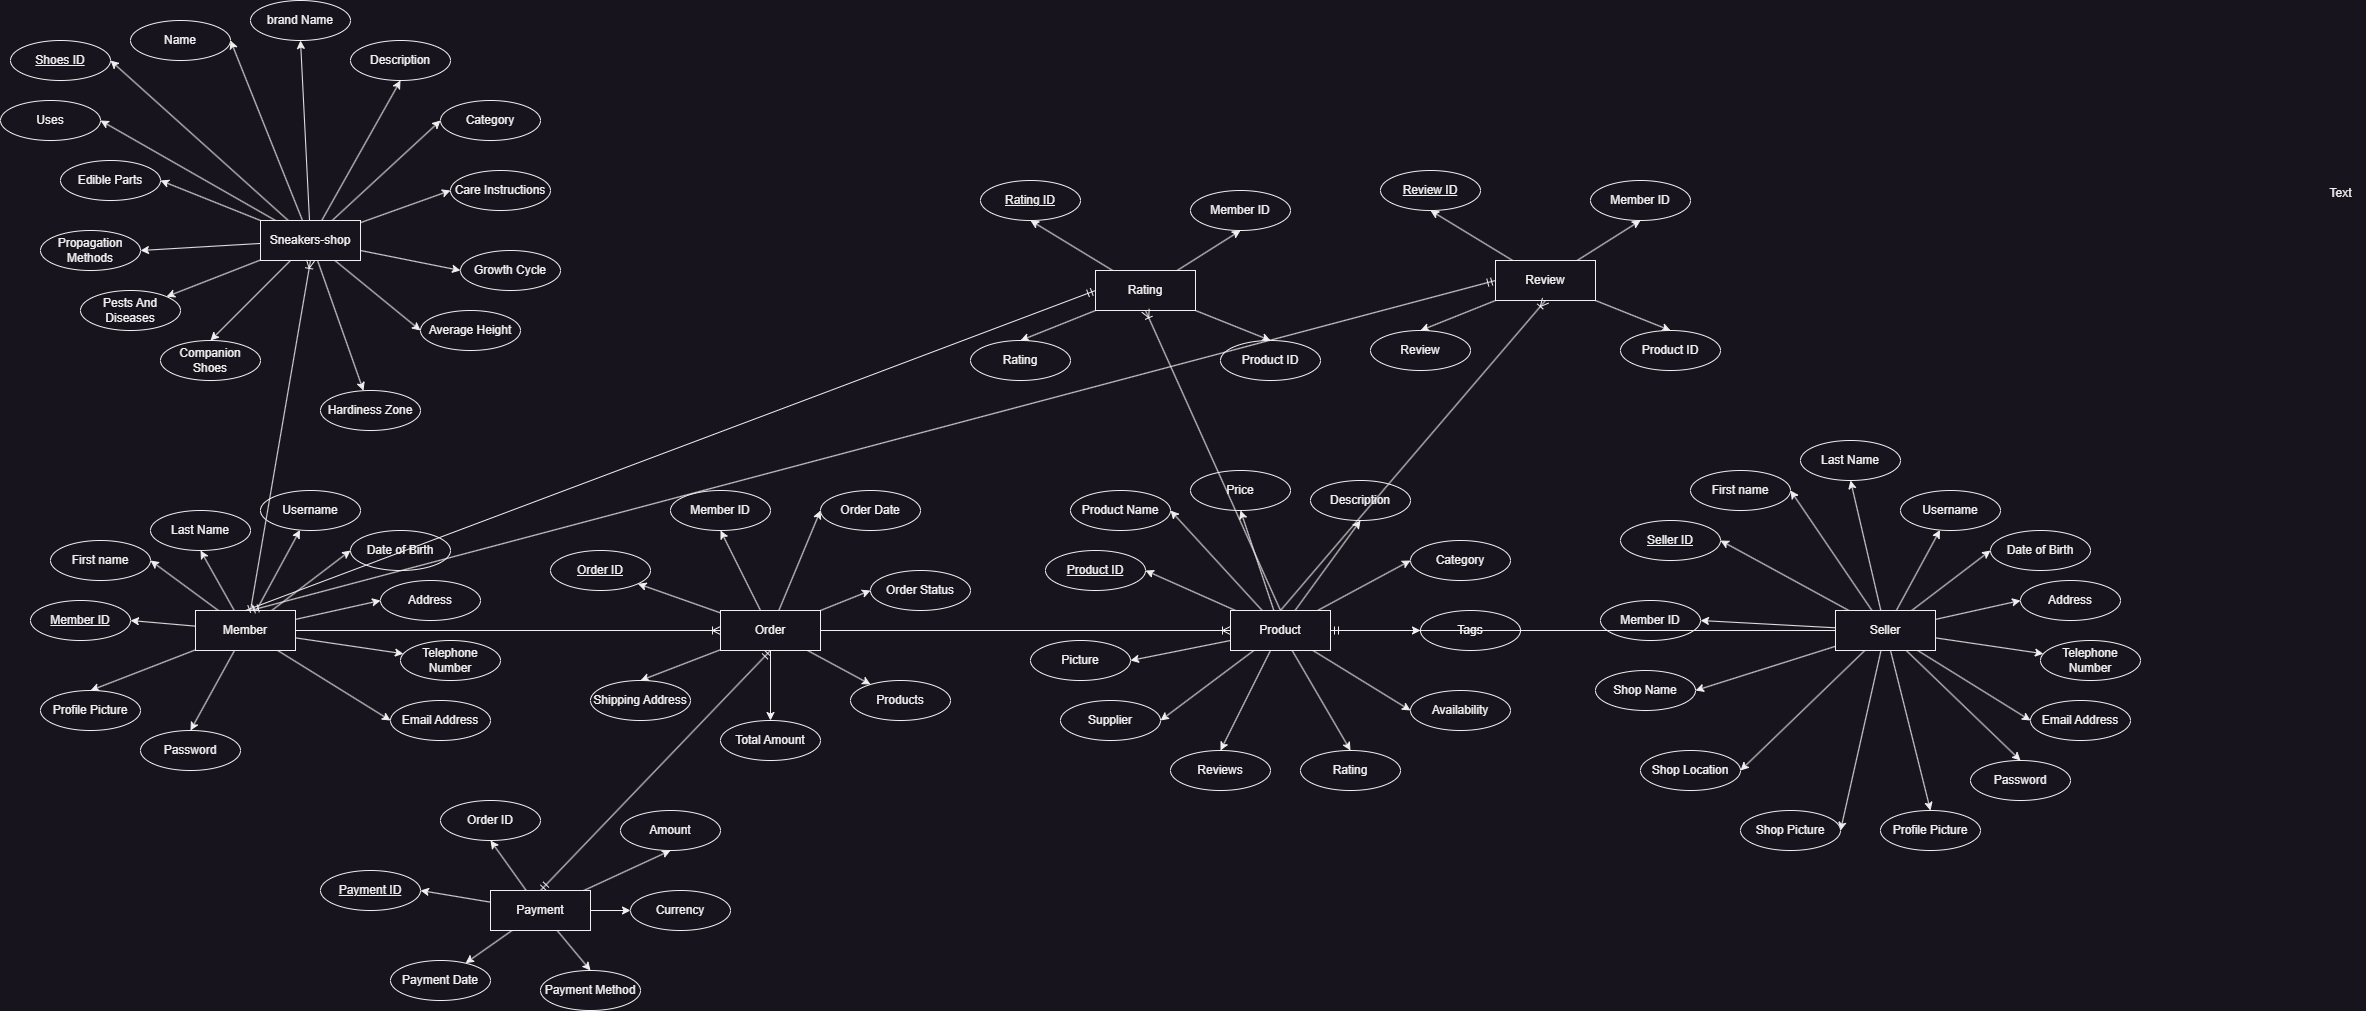 brand Name
Name
Shoes ID
Description
Uses
Category
Edible Parts
Care Instructions
Sneakers-shop
Propagation
Methods
Growth Cycle
Pests And
Diseases
Average Height
Companion
Shoes
Hardiness Zone
Rating ID
Member ID
Rating
Rating
Product ID
Review ID
Member ID
Review
Review
Product ID
Text
Username
Last Name
First name
Date of Birth
Member ID
Address
Member
Telephone
Number
Profile Picture
Email Address
Password
Member ID
Order Date
Order ID
Order Status
Order
Shipping Address
Products
Total Amount
Price
Product Name
Description
Product ID
Category
Product
Tags
Picture
Supplier
Availability
Reviews
Rating
Last Name
First name
Username
Seller ID
Date of Birth
Member ID
Address
Seller
Telephone
Number
Shop Name
Email Address
Shop Location
Password
Shop Picture
Profile Picture
Order ID
Amount
Payment ID
Payment
Currency
Payment Date
Payment Method